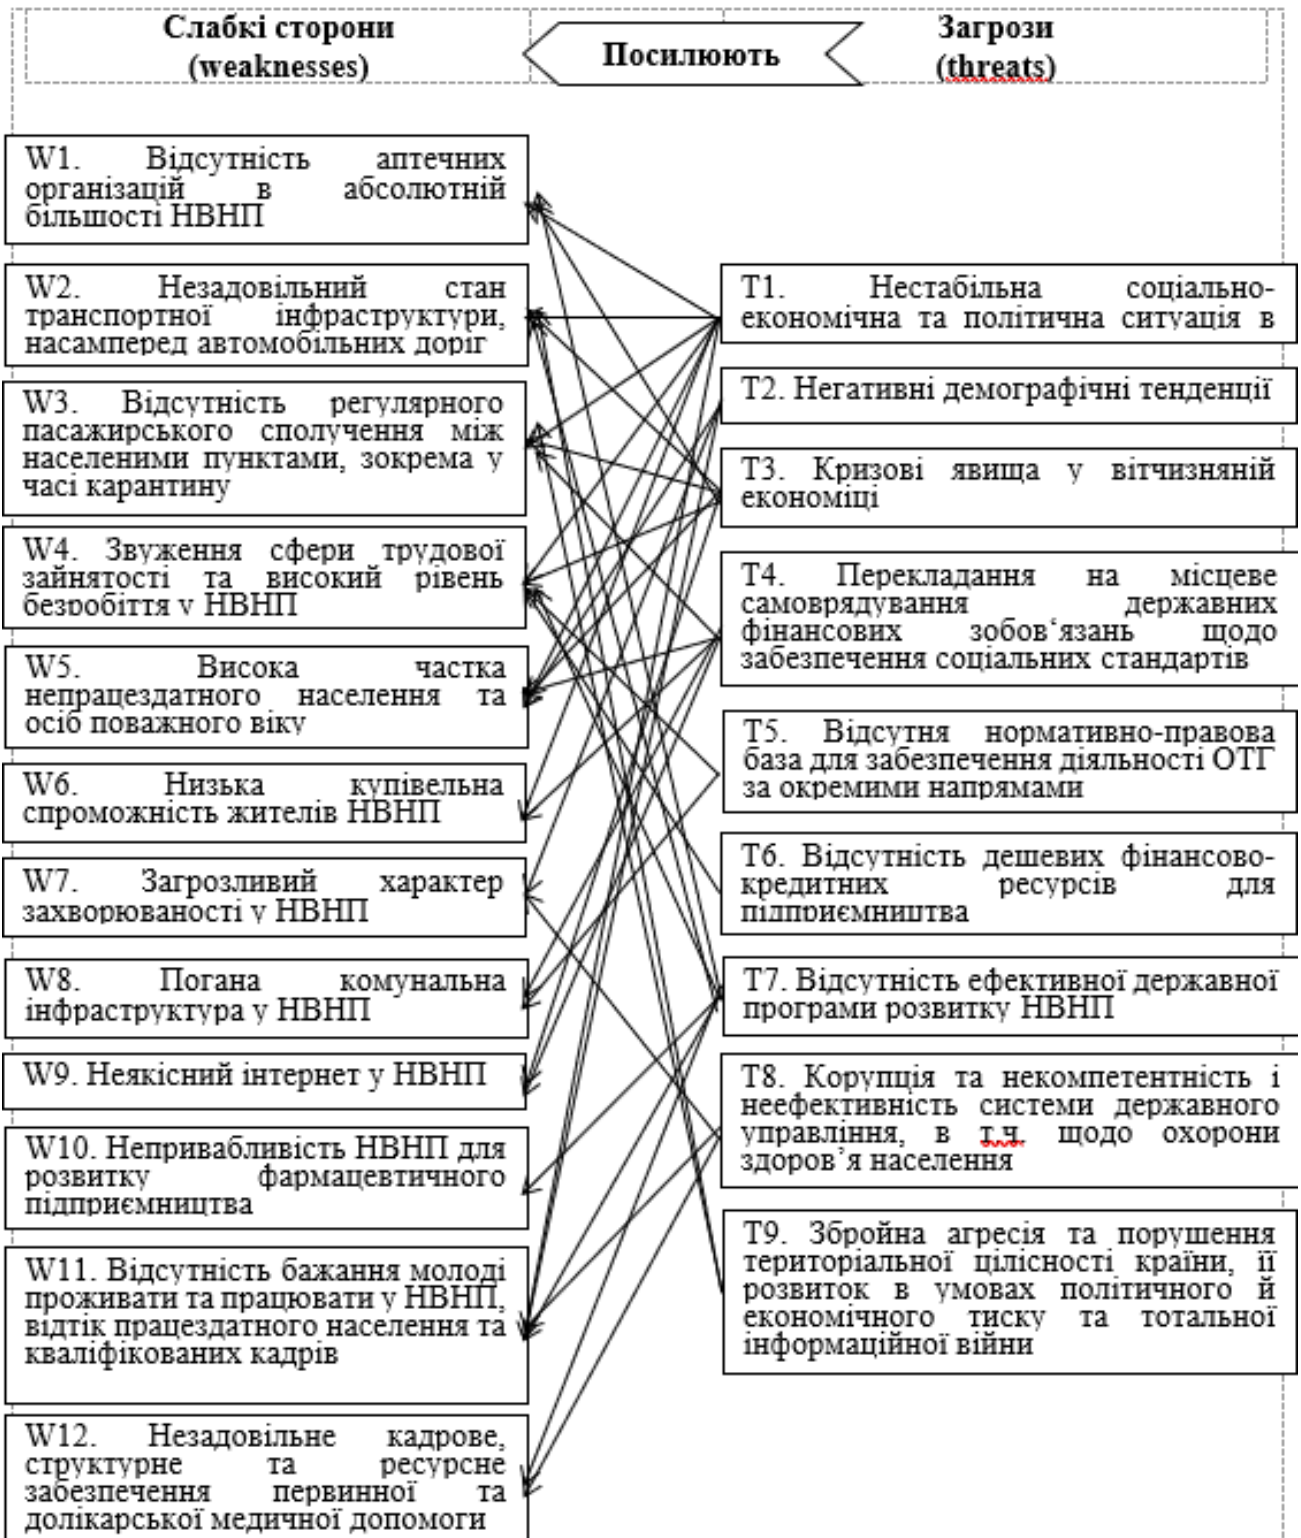 Слабкі сторони
(weaknesses)
Посилюють
Загрози
(threats)
W1. Відсутність аптечних
організацій в абсолютній
більшості НВНП
W2. Незадовільний стан
транспортної інфраструктури,
насамперед автомобільних доріг
W3. Відсутність регулярного
пасажирського сполучення між
населеними пунктами, зокрема у
часі карантину
W4. Звуження сфери трудової
зайнятості та високий рівень
безробіття у НВНП
W5. Висока частка
непрацездатного населення та
осіб поважного віку
W6. Низька купівельна
спроможність жителів НВНП
W7. Загрозливий характер
захворюваності у НВНП
W8. Погана комунальна
інфраструктура у НВНП
W9. Неякісний інтернет у НВНП
W10. Непривабливість НВНП для
розвитку фармацевтичного
підприємництва
W11. Відсутність бажання молоді
проживати та працювати у НВНП,
відтік працездатного населення та
кваліфікованих кадрів
W12. Незадовільне кадрове,
структурне та ресурсне
забезпечення первинної та
долікарської медичної допомоги
T1. Нестабільна соціально-
економічна та політична ситуація в
T2. Негативні демографічні тенденції
T3. Кризові явища у вітчизняній
економіці
T4. Перекладання на місцеве
самоврядування державних
фінансових зобов‘язань щодо
забезпечення соціальних стандартів
T5. Відсутня нормативно-правова
база для забезпечення діяльності ОТГ
за окремими напрямами
T6. Відсутність дешевих фінансово-
кредитних ресурсів для
підприємництва
T7. Відсутність ефективної державної
програми розвитку НВНП
T8. Корупція та некомпетентність і
неефективність системи державного
управління, в т.ч. щодо охорони
здоров’я населення
T9. Збройна агресія та порушення
територіальної цілісності країни, її
розвиток в умовах політичного й
економічного тиску та тотальної
інформаційної війни